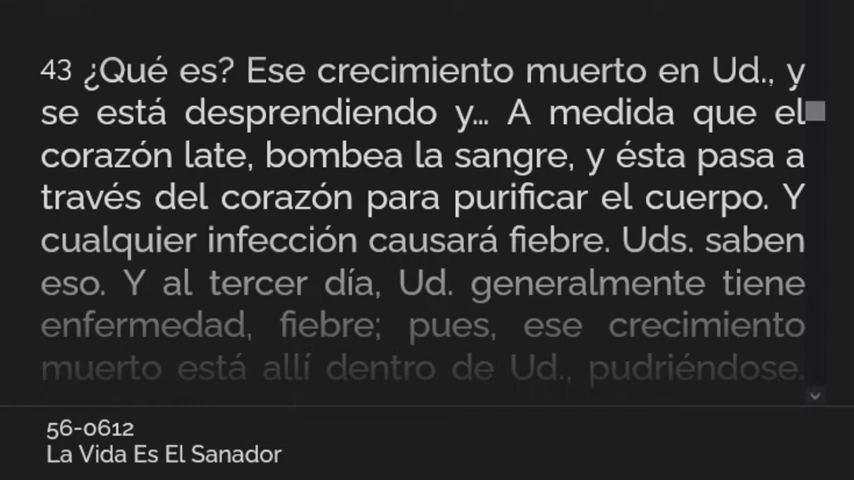 43 ¿Qué es? Ese crecimiento muerto en Ud., y
se está desprendiendo y... A medida que el
corazón late, bombea la sangre, y ésta pasa a
través del corazón para purificar el cuerpo. Y
cualquier infección causará fiebre. Uds. saben
eso. Y al tercer día, Ud. generalmente tiene
enfermedad, fiebre; pues, ese crecimiento
muerto está allí dentro de Ud., pudriéndose.
56-0612
La Vida Es El Sanador